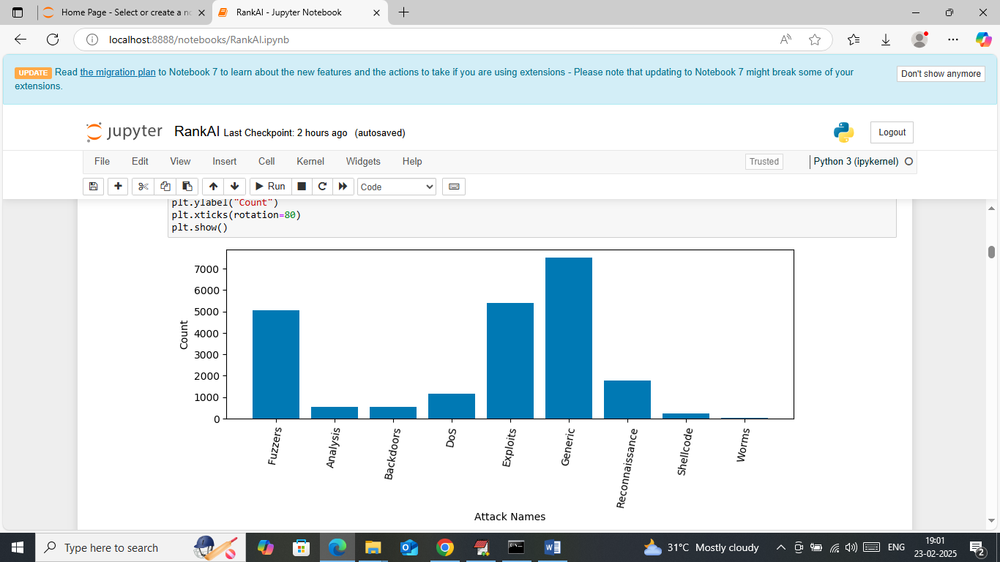 Home Page - Select or create a no
RankAI - Jupyter Notebook
localhost:8888/notebooks/RankAI.ipynb
UPDATE Read the migration plan to Notebook 7 to learn about the new features and the actions to take if you are using extensions - Please note that updating to Notebook 7 might break some of your
extensions.
Don't show anymore
jupyter RankAI Last Checkpoint: 2 hours ago (autosaved)
Logout
File Edit View Insert Cell Kernel Widgets Help
Trusted
Python 3 (ipykernel)
Run
Code
plt.ylabel("Count")
plt.xticks(rotation=80)
plt.show()
7000
6000
5000
4000
3000
2000
1000
0
Count
Fuzzers
Analysis
Backdoors
DoS
Exploits
Generic
Reconnaissance
Shellcode
Worms
Attack Names
Type here to search
31°C Mostly cloudy
ENG
19:01
23-02-2025
2